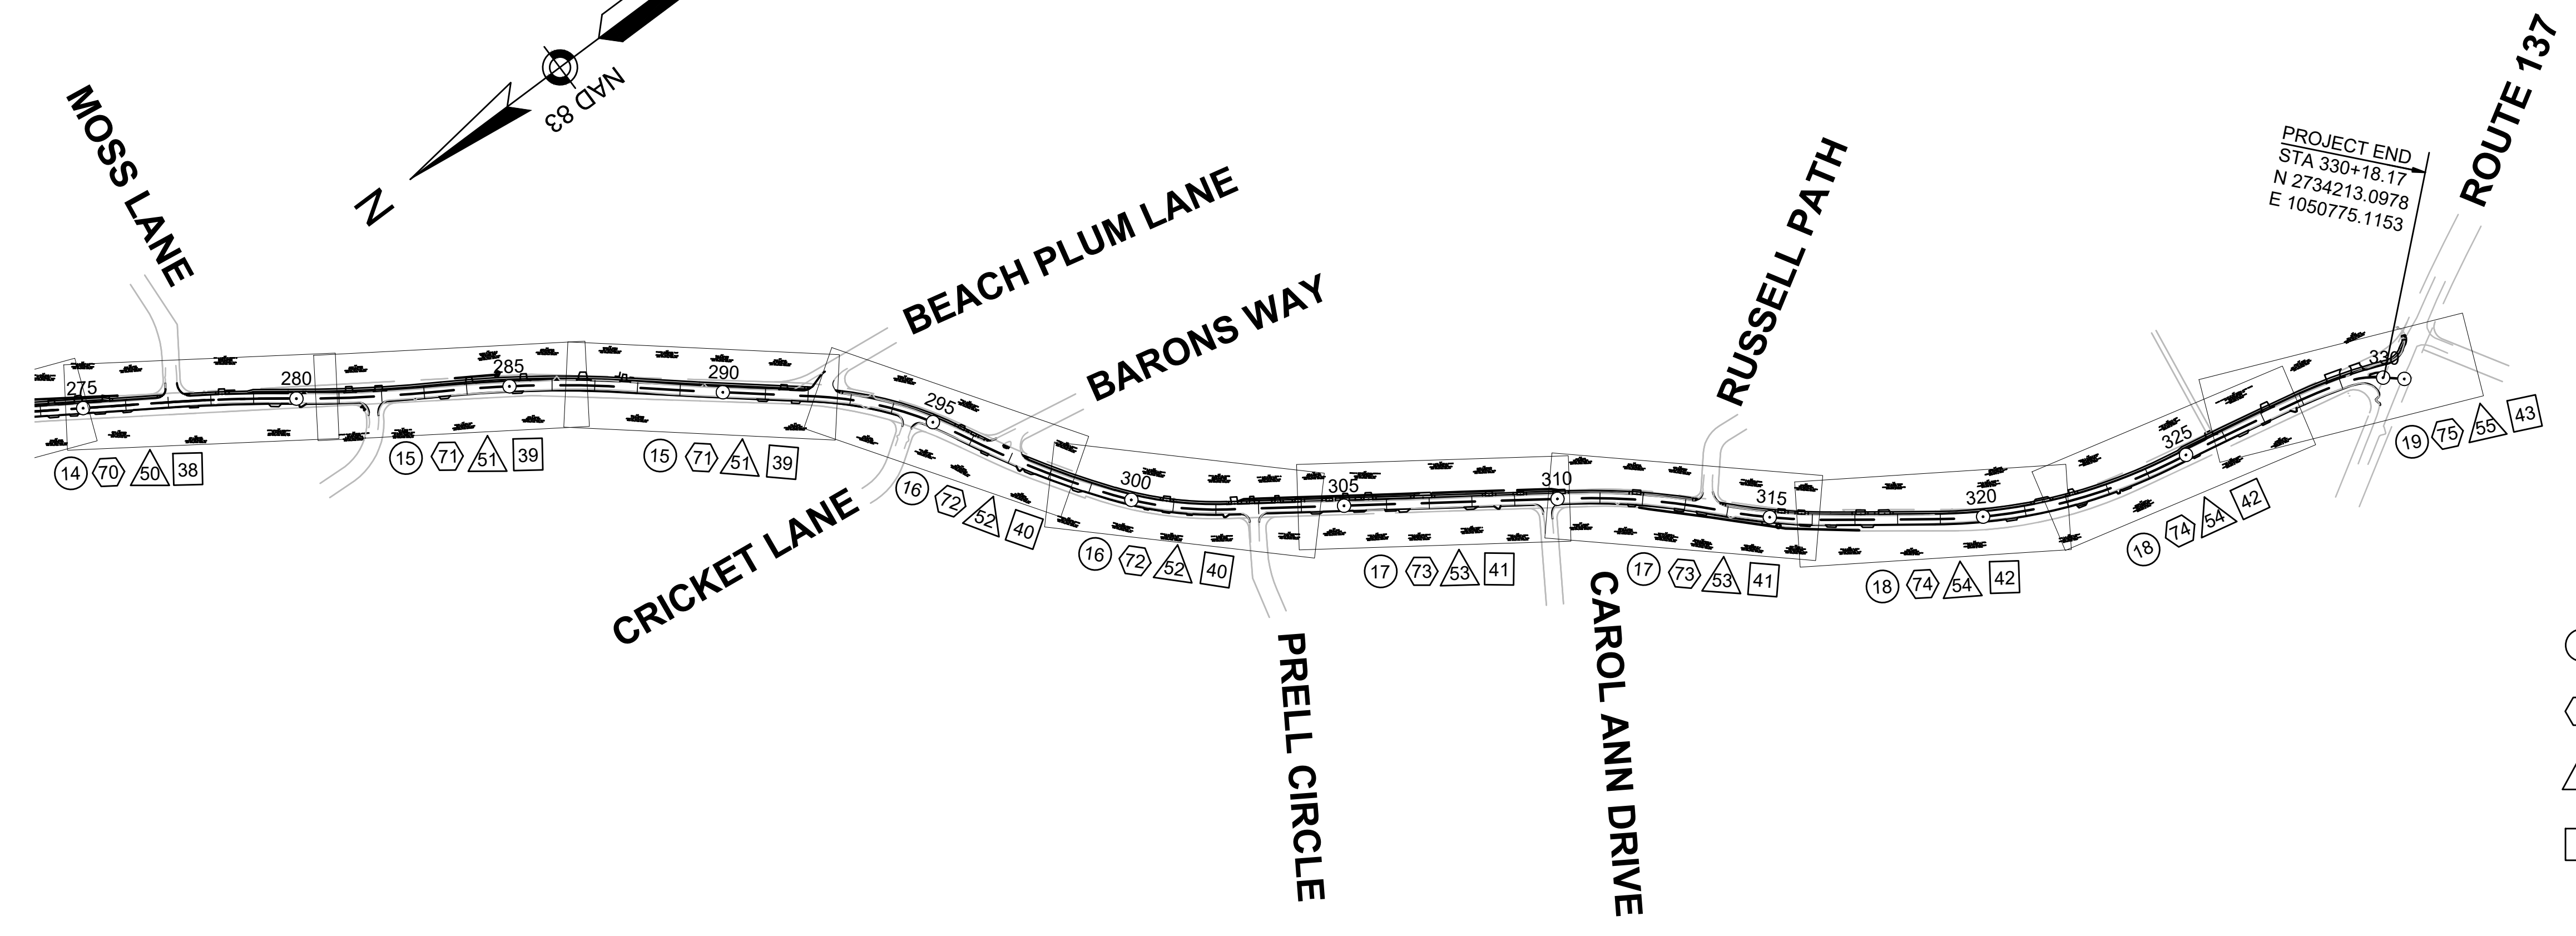 NAD 83
N
MOSS LANE
BEACH PLUM LANE
BARONS WAY
RUSSELL PATH
ROUTE 137
PROJECT END
STA 330+18.17
N 2734213.0978
E 1050775.1153
275
280
285
290
295
300
305
310
315
320
325
330
14 70 50 38
15 71 51 39
15 71 51 39
16 72 52 40
16 72 52 40
17 73 53 41
17 73 53 41
18 74 54 42
18 74 54 42
19 75 55 43
CRICKET LANE
PRELL CIRCLE
CAROL ANN DRIVE